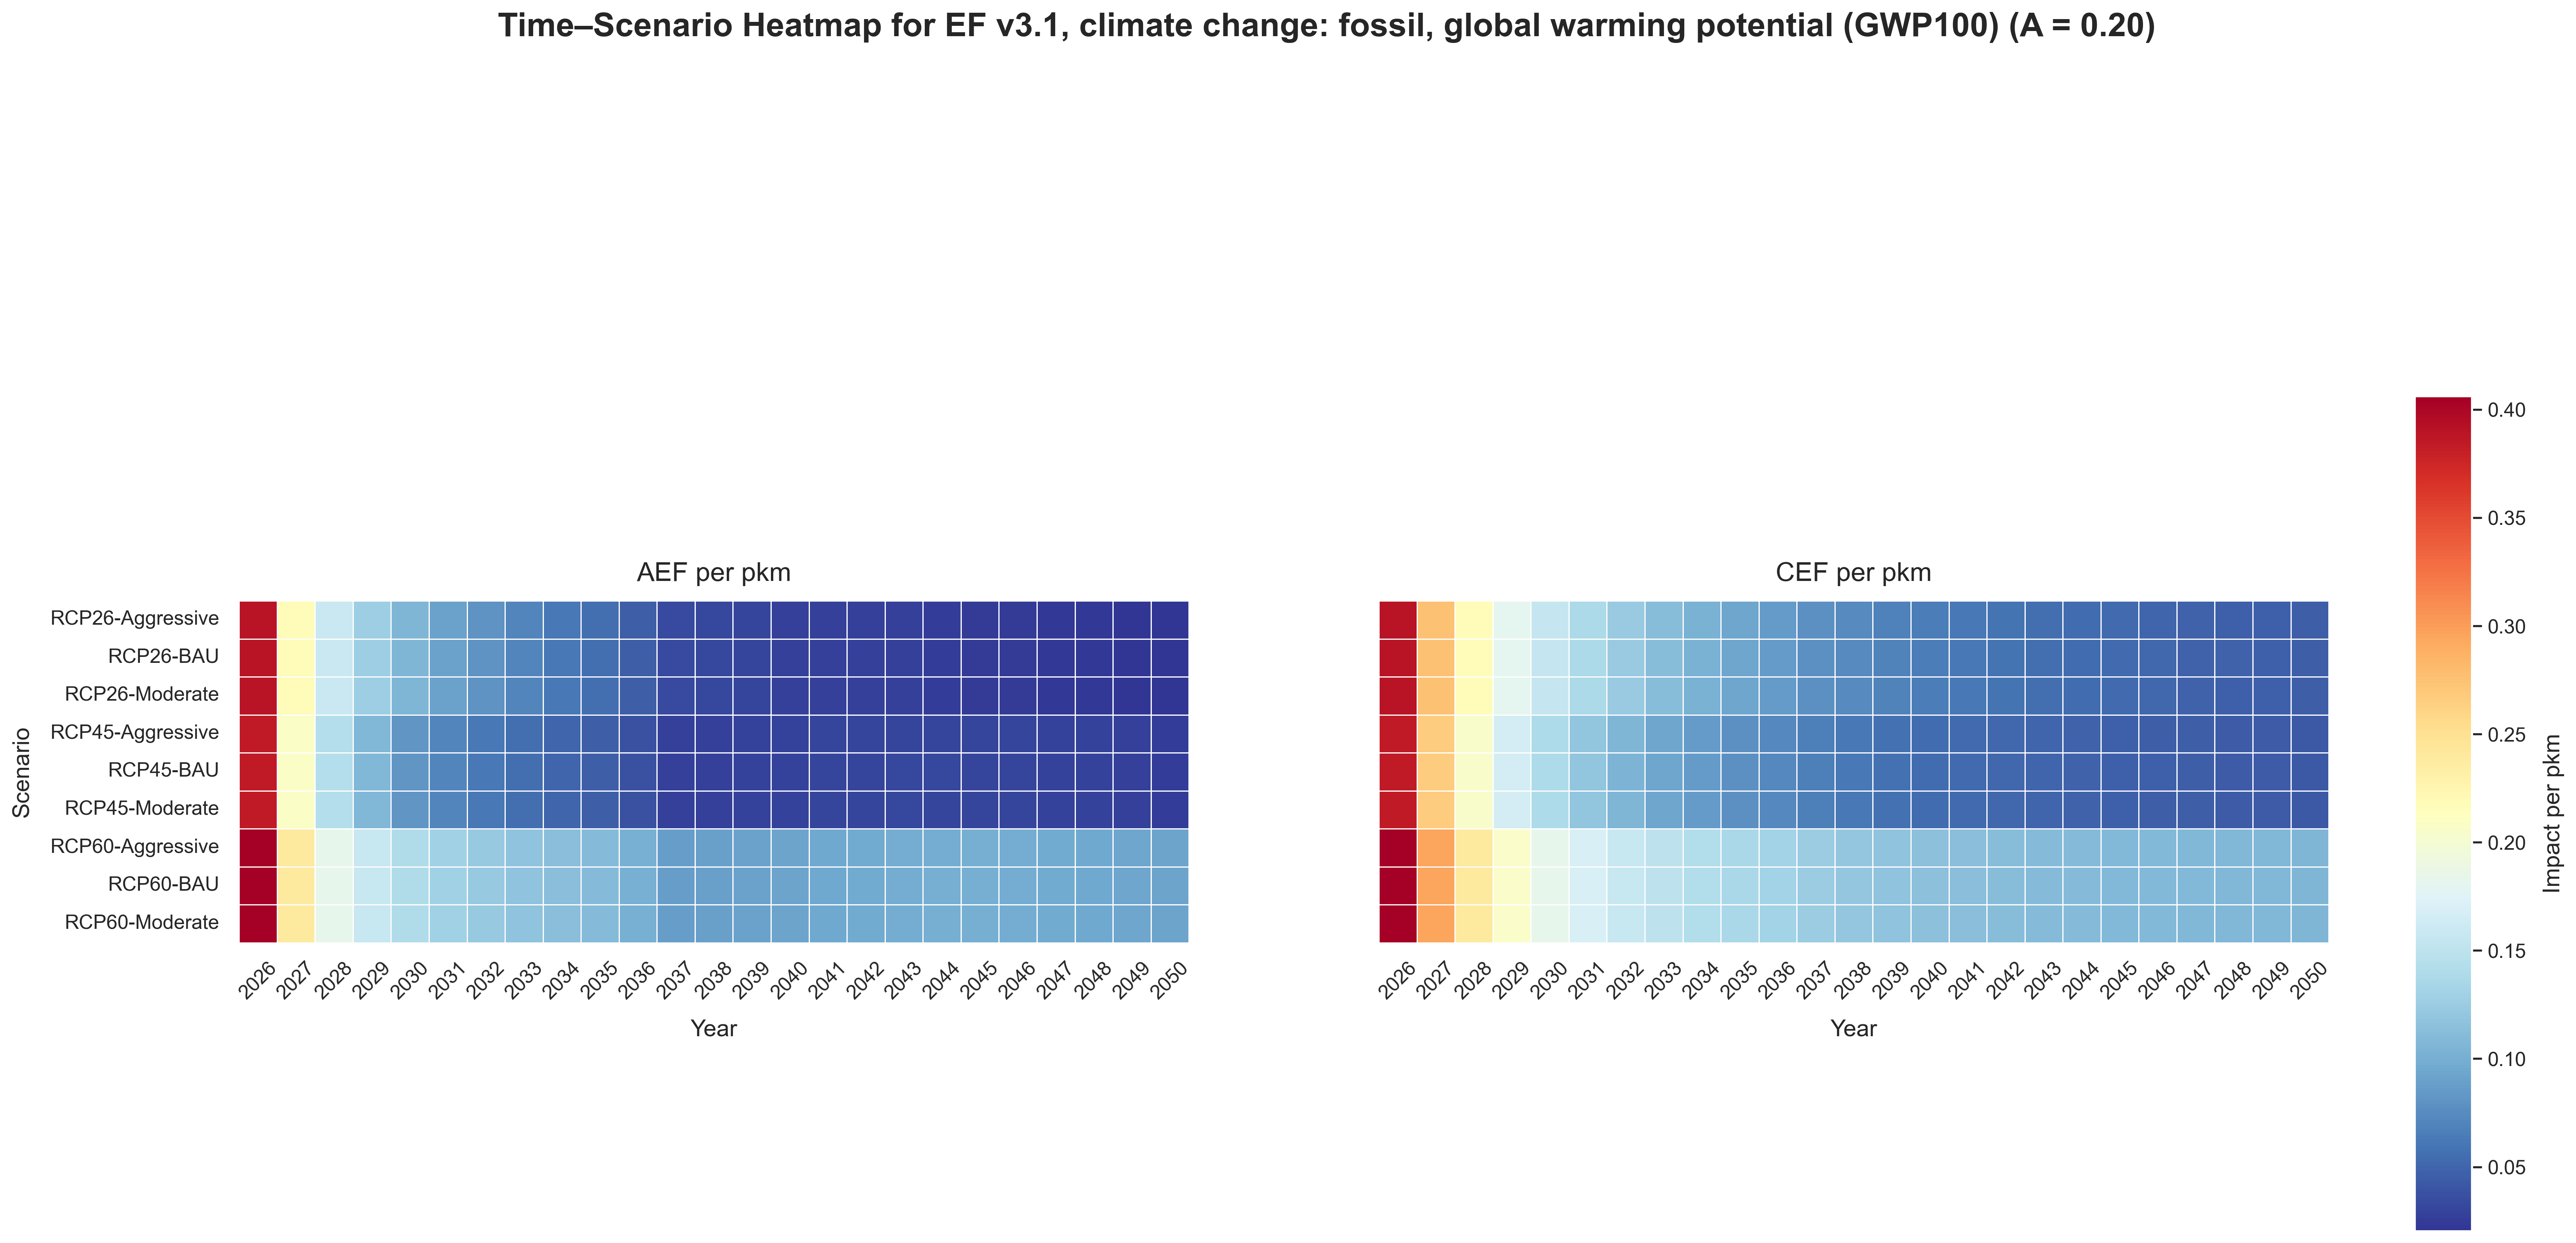 Time–Scenario Heatmap for EF v3.1, climate change: fossil, global warming potential (GWP100) (A = 0.20)
AEF per pkm
Scenario
RCP26-Aggressive
RCP26-BAU
RCP26-Moderate
RCP45-Aggressive
RCP45-BAU
RCP45-Moderate
RCP60-Aggressive
RCP60-BAU
RCP60-Moderate
2026 2027 2028 2029 2030 2031 2032 2033 2034 2035 2036 2037 2038 2039 2040 2041 2042 2043 2044 2045 2046 2047 2048 2049 2050
Year
CEF per pkm
2026 2027 2028 2029 2030 2031 2032 2033 2034 2035 2036 2037 2038 2039 2040 2041 2042 2043 2044 2045 2046 2047 2048 2049 2050
Year
0.40
0.35
0.30
0.25
0.20
0.15
0.10
0.05
Impact per pkm